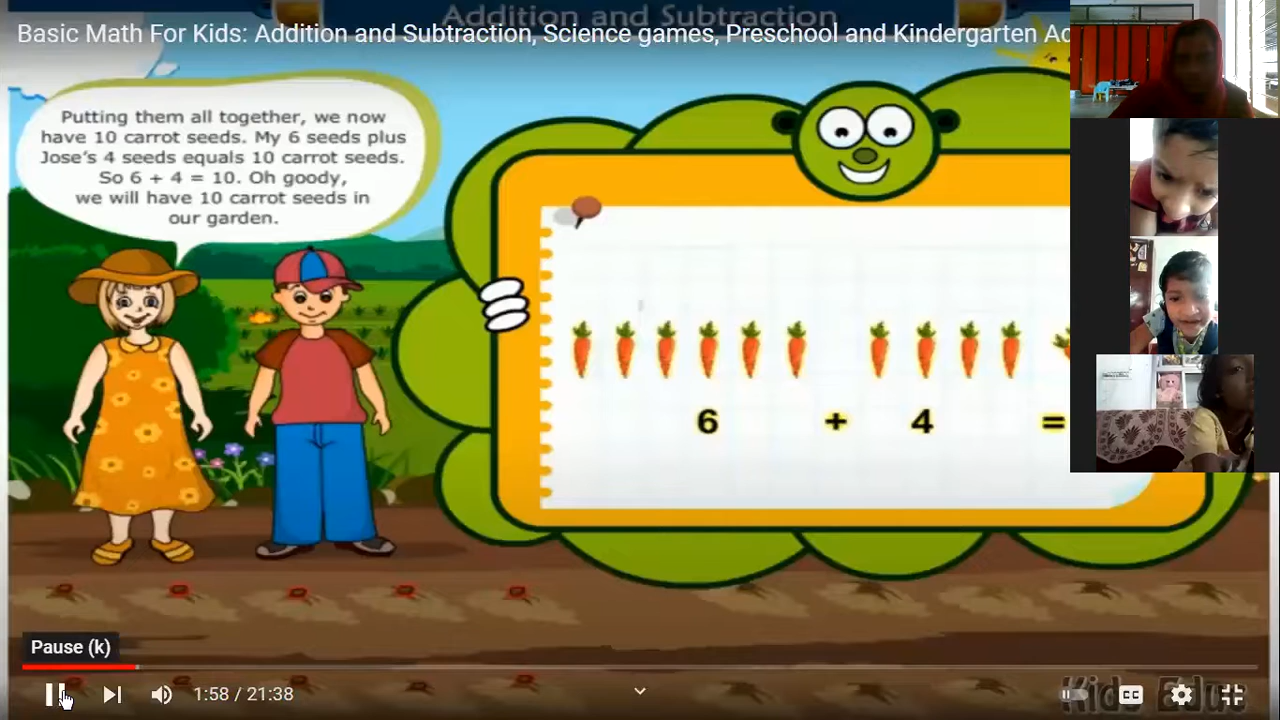 Addition and Subtraction
Basic Math For Kids: Addition and Subtraction, Science games, Preschool and Kindergarten Ac
Putting them all together, we now
have 10 carrot seeds. My 6 seeds plus
Jose's 4 seeds equals 10 carrot seeds.
So 6 + 4 = 10. Oh goody,
we will have 10 carrot seeds in
our garden.
6 + 4 =
Pause (k)
1:58 / 21:38
CC
Kids Educ